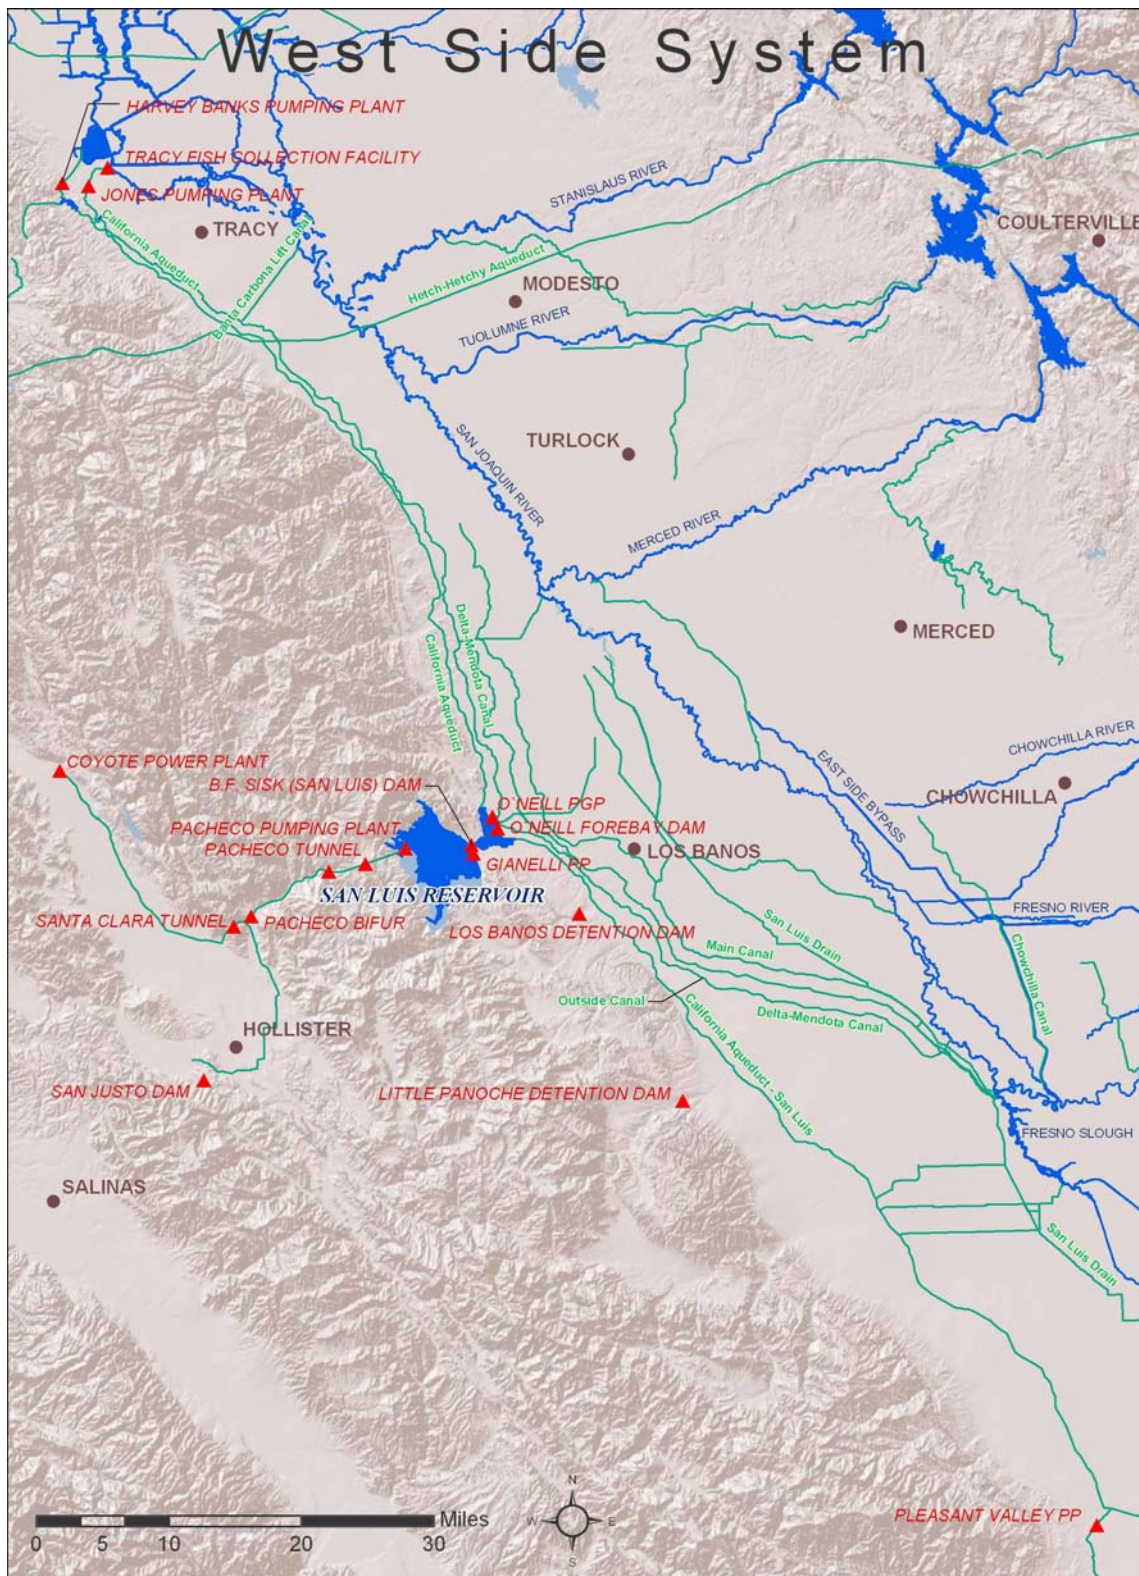 West Side System
HARVEY BANKS PUMPING PLANT
TRACY FISH COLLECTION FACILITY
JONES PUMPING PLANT
STANISLAUS RIVER
California Aqueduct
TRACY
Banta Carbona Lift Canal
COULTERVILLE
Hetch-Hetchy Aqueduct
MODESTO
TUOLUMNE RIVER
TURLOCK
SAN JOAQUIN RIVER
MERCED RIVER
MERCED
Delta-Mendota Canal
California Aqueduct
EAST SIDE BYPASS
CHOWCHILLA RIVER
CHOWCHILLA
COYOTE POWER PLANT
B.F. SISK (SAN LUIS) DAM
O'NEILL PGP
O'NEILL FOREBAY DAM
PACHECO PUMPING PLANT
PACHECO TUNNEL
GIANELLI PP
LOS BANOS
SAN LUIS RESERVOIR
SANTA CLARA TUNNEL
PACHECO BIFUR
LOS BANOS DETENTION DAM
FRESNO RIVER
San Luis Drain
Main Canal
Chowchilla Canal
Outside Canal
Delta-Mendota Canal
California Aqueduct - San Luis
HOLLISTER
SAN JUSTO DAM
LITTLE PANOCHE DETENTION DAM
FRESNO SLOUGH
SALINAS
San Luis Drain
PLEASANT VALLEY PP
N
W E
S
Miles
0 5 10 20 30